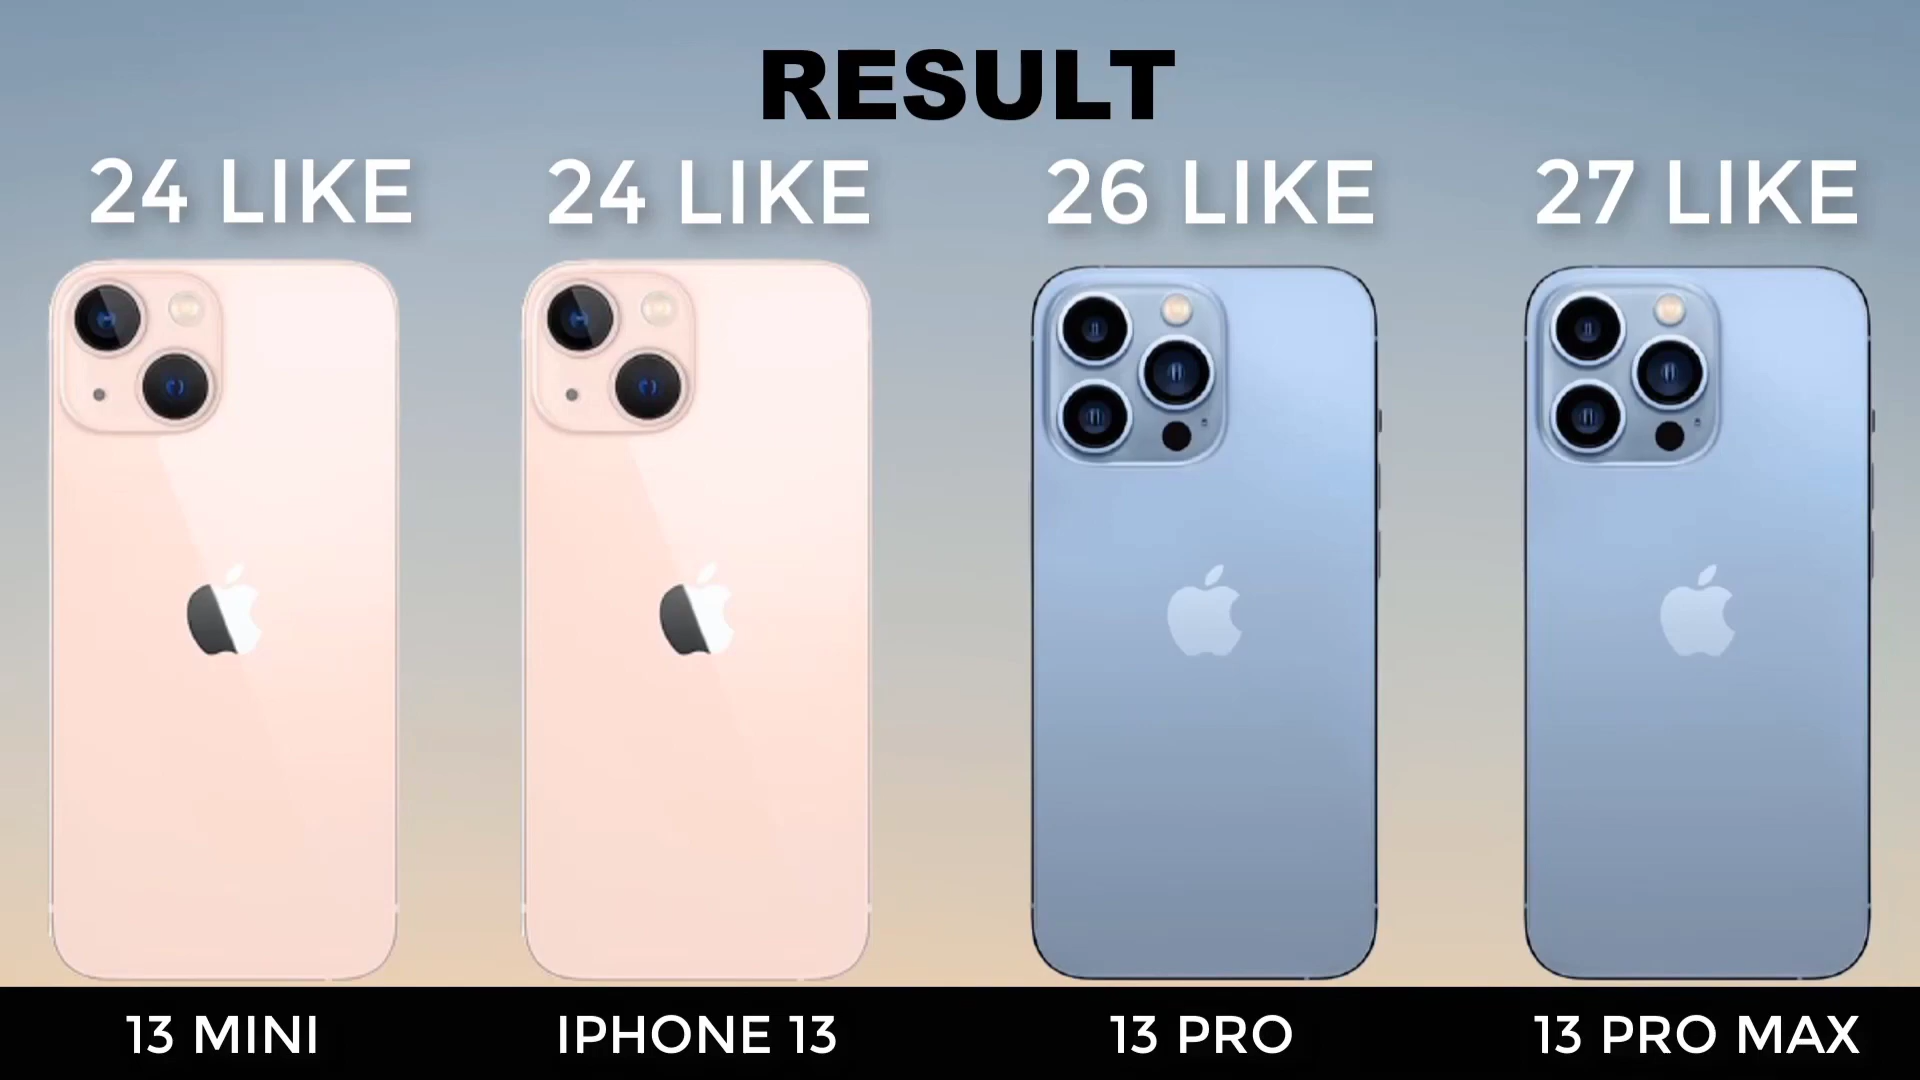 RESULT
24 LIKE
24 LIKE
26 LIKE
27 LIKE
13 MINI
IPHONE 13
13 PRO
13 PRO MAX